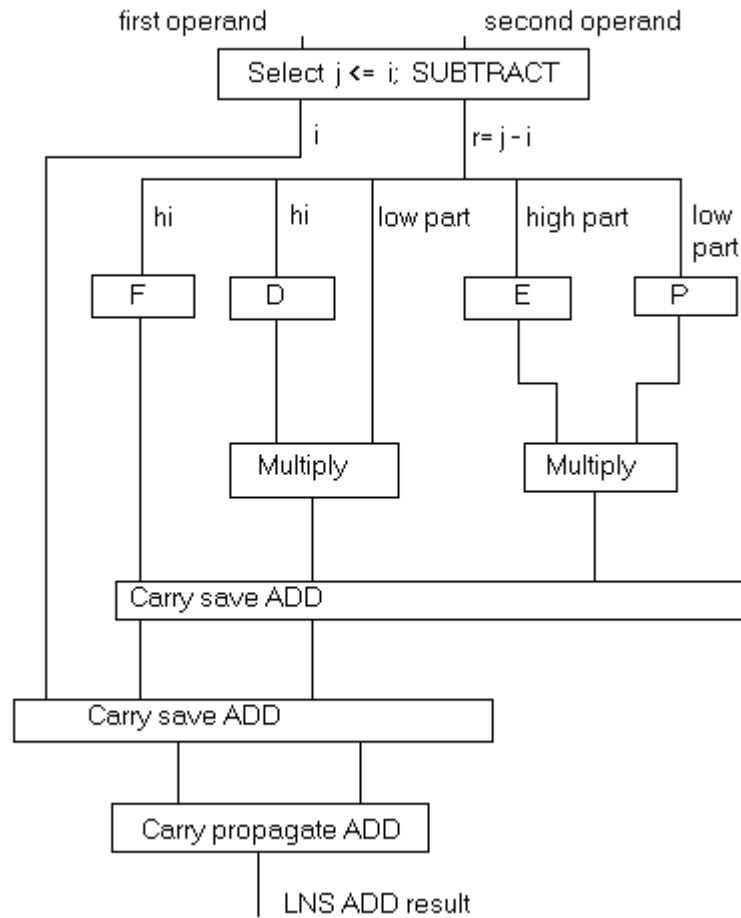 first operand
second operand
Select j <= i; SUBTRACT
i
r= j - i
hi
hi
low part
high part
low
part
F
D
E
P
Multiply
Multiply
Carry save ADD
Carry save ADD
Carry propagate ADD
LNS ADD result